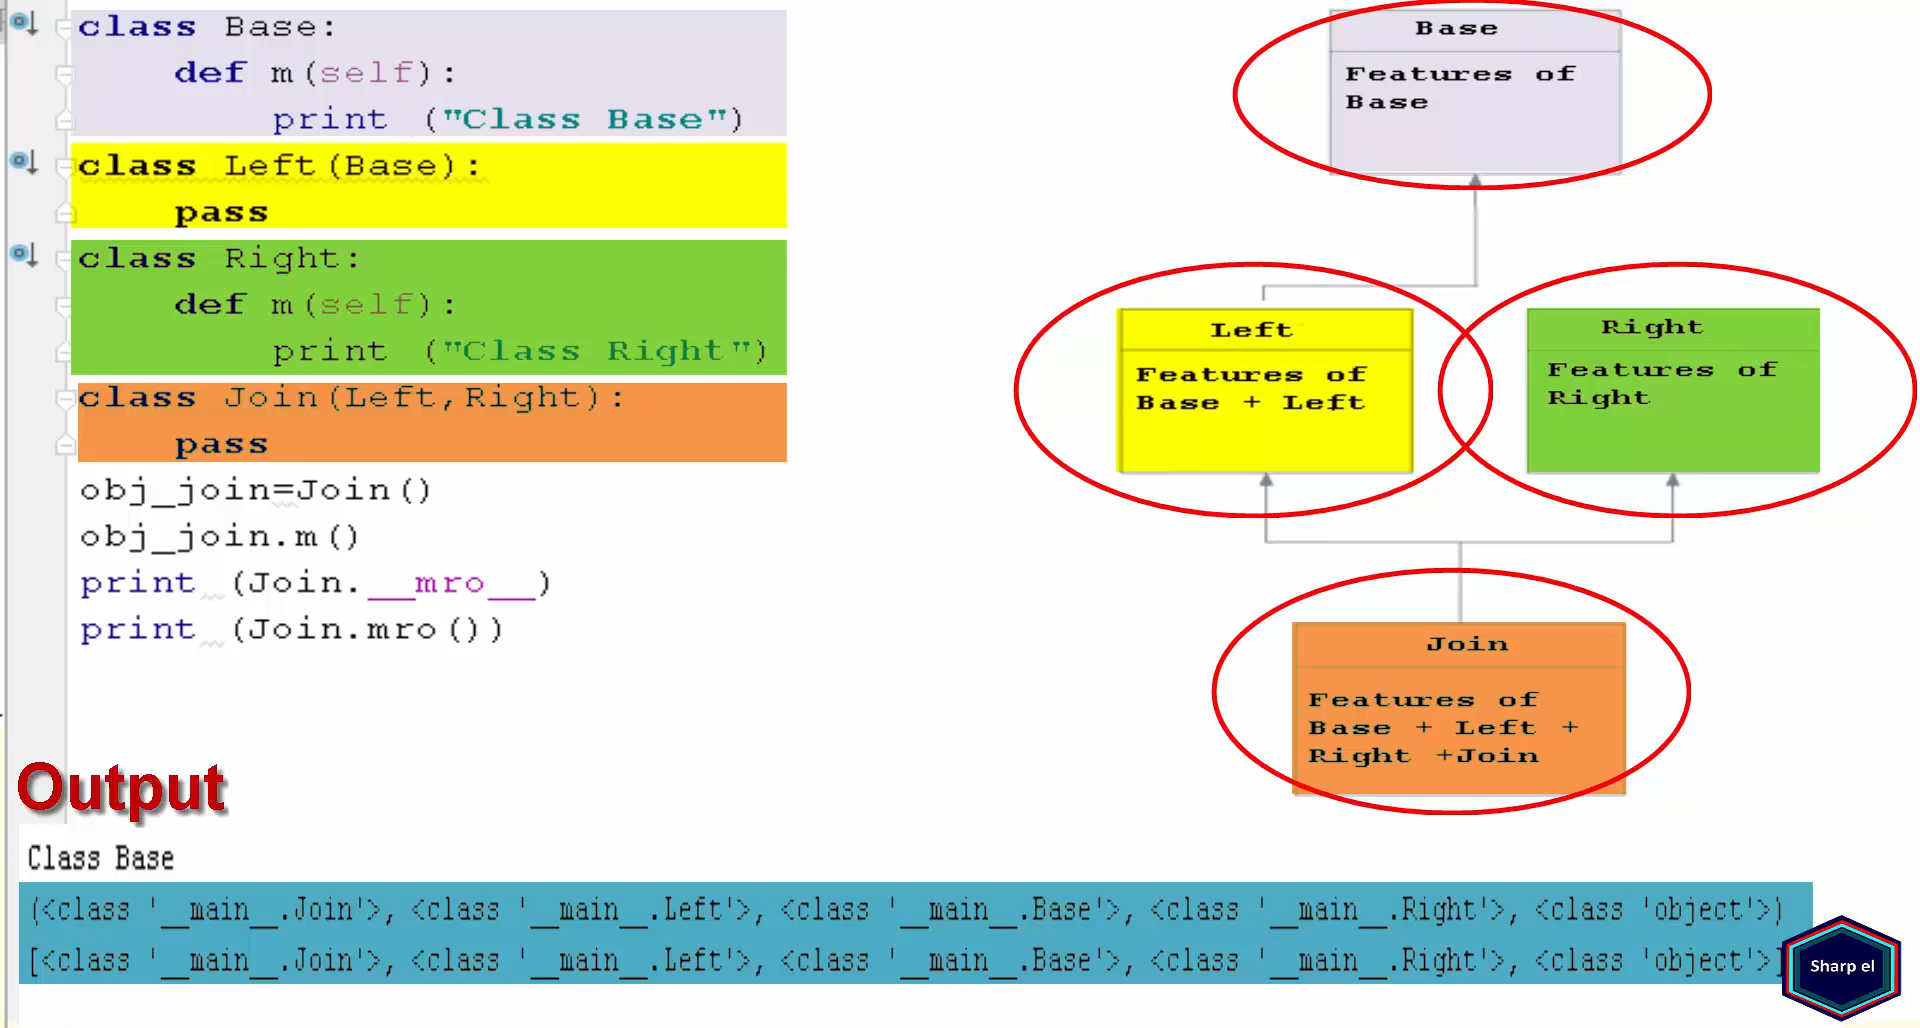 class Base:
    def m(self):
        print ("Class Base")
class Left(Base):
    pass
class Right:
    def m(self):
        print ("Class Right")
class Join(Left,Right):
    pass
obj_join=Join()
obj_join.m()
print (Join.__mro__)
print (Join.mro())
Base
Features of
Base
Left
Features of
Base + Left
Right
Features of
Right
Join
Features of
Base + Left +
Right +Join
Output
Class Base
(<class '__main__.Join'>, <class '__main__.Left'>, <class '__main__.Base'>, <class '__main__.Right'>, <class 'object'>)
[<class '__main__.Join'>, <class '__main__.Left'>, <class '__main__.Base'>, <class '__main__.Right'>, <class 'object'>]
Sharp el